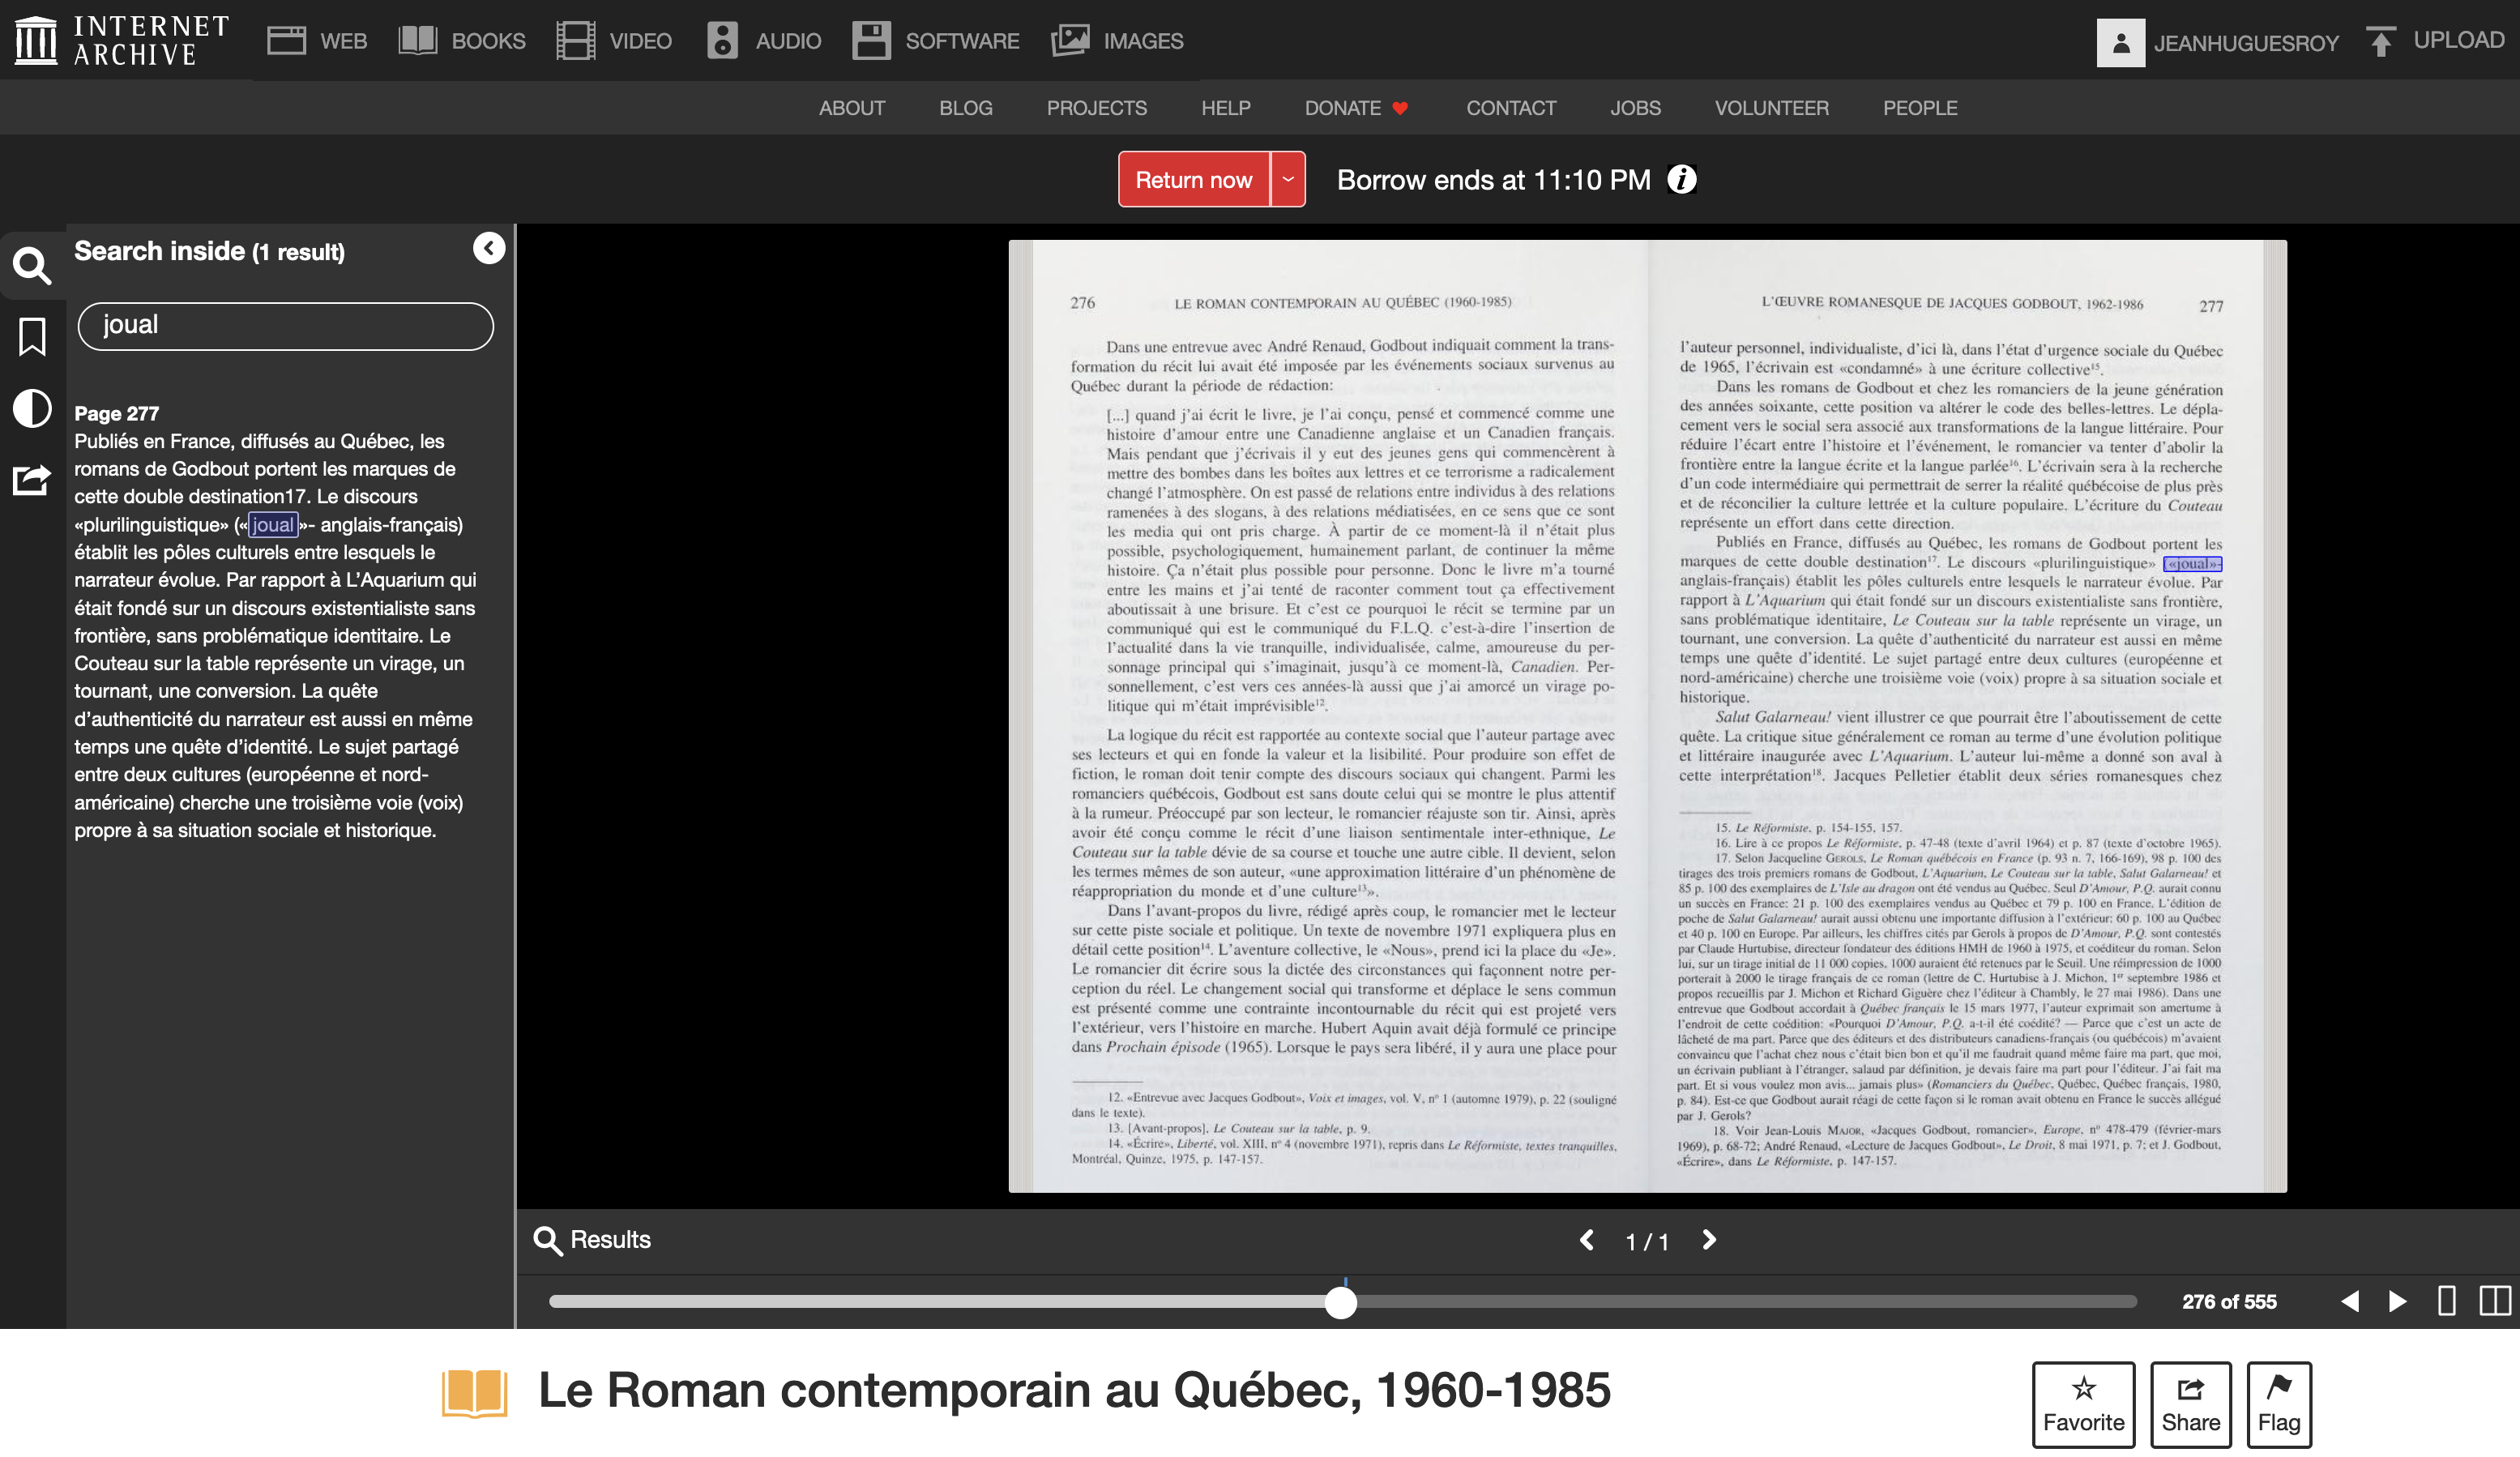 INTERNET
ARCHIVE
WEB
BOOKS
VIDEO
AUDIO
SOFTWARE
IMAGES
JEANHUGUESROY
UPLOAD
ABOUT
BLOG
PROJECTS
HELP
DONATE
CONTACT
JOBS
VOLUNTEER
PEOPLE
Return now
Borrow ends at 11:10 PM
Search inside (1 result)
joual
Page 277
Publiés en France, diffusés au Québec, les
romans de Godbout portent les marques de
cette double destination17. Le discours
«plurilinguistique» («joual»- anglais-français)
établit les pôles culturels entre lesquels le
narrateur évolue. Par rapport à L’Aquarium qui
était fondé sur un discours existentialiste sans
frontière, sans problématique identitaire. Le
Couteau sur la table représente un virage, un
tournant, une conversion. La quête
d’authenticité du narrateur est aussi en même
temps une quête d’identité. Le sujet partagé
entre deux cultures (européenne et nord-
américaine) cherche une troisième voie (voix)
propre à sa situation sociale et historique.
276 LE ROMAN CONTEMPORAIN AU QUÉBEC (1960-1985)
Dans une entrevue avec André Renaud, Godbout indiquait comment la trans-
formation du récit lui avait été imposée par les événements sociaux survenus au
Québec durant la période de rédaction:
[...] quand j’ai écrit le livre, je l’ai conçu, pensé et commencé comme une
histoire d’amour entre une Canadienne anglaise et un Canadien français.
Mais pendant que j’écrivais il y eut des jeunes gens qui commencèrent à
mettre des bombes dans les boîtes aux lettres et ce terrorisme a radicalement
changé l’atmosphère. On est passé de relations entre individus à des relations
ramenées à des slogans, à des relations médiatisées, en ce sens que ce sont
les media qui ont pris charge. À partir de ce moment-là il n’était plus
possible, psychologiquement, humainement parlant, de continuer la même
histoire. Ça n’était plus possible pour personne. Donc le livre m’a tourné
entre les mains et j’ai tenté de raconter comment tout ça effectivement
aboutissait à une brisure. Et c’est ce pourquoi le récit se termine par un
communiqué qui est le communiqué du F.L.Q. c’est-à-dire l’insertion de
l’actualité dans la vie tranquille, individualisée, calme, amoureuse du per-
sonnage principal qui s’imaginait, jusqu’à ce moment-là, Canadien. Per-
sonnellement, c’est vers ces années-là aussi que j’ai amorcé un virage po-
litique qui m’était imprévisible¹².
La logique du récit est rapportée au contexte social que l’auteur partage avec
ses lecteurs et qui en fonde la valeur et la lisibilité. Pour produire son effet de
fiction, le roman doit tenir compte des discours sociaux qui changent. Parmi les
romanciers québécois, Godbout est sans doute celui qui se montre le plus attentif
à la rumeur. Préoccupé par son lecteur, le romancier réajuste son tir. Ainsi, après
avoir été conçu comme le récit d’une liaison sentimentale inter-ethnique, Le
Couteau sur la table dévie de sa course et touche une autre cible. Il devient, selon
les termes mêmes de son auteur, «une approximation littéraire d’un phénomène de
réappropriation du monde et d’une culture¹³».
Dans l’avant-propos du livre, rédigé après coup, le romancier met le lecteur
sur cette piste sociale et politique. Un texte de novembre 1971 expliquera plus en
détail cette position¹⁴. L’aventure collective, le «Nous», prend ici la place du «Je».
Le romancier dit écrire sous la dictée des circonstances qui façonnent notre per-
ception du réel. Le changement social qui transforme et déplace le sens commun
est présenté comme une contrainte incontournable du récit qui est projeté vers
l’extérieur, vers l’histoire en marche. Hubert Aquin avait déjà formulé ce principe
dans Prochain épisode (1965). Lorsque le pays sera libéré, il y aura une place pour
12. «Entrevue avec Jacques Godbout», Voix et images, vol. V, n° 1 (automne 1979), p. 22 (souligné
dans le texte).
13. [Avant-propos], Le Couteau sur la table, p. 9.
14. «Écrire», Liberté, vol. XIII, n° 4 (novembre 1971), repris dans Le Réformiste, textes tranquilles,
Montréal, Quinze, 1975, p. 147-157.
L’ŒUVRE ROMANESQUE DE JACQUES GODBOUT, 1962-1986 277
l’auteur personnel, individualiste, d’ici là, dans l’état d’urgence sociale du Québec
de 1965, l’écrivain est «condamné» à une écriture collective¹⁵.
Dans les romans de Godbout et chez les romanciers de la jeune génération
des années soixante, cette position va altérer le code des belles-lettres. Le dépla-
cement vers le social sera associé aux transformations de la langue littéraire. Pour
réduire l’écart entre l’histoire et l’événement, le romancier va tenter d’abolir la
frontière entre la langue écrite et la langue parlée¹⁶. L’écrivain sera à la recherche
d’un code intermédiaire qui permettrait de serrer la réalité québécoise de plus près
et de réconcilier la culture lettrée et la culture populaire. L’écriture du Couteau
représente un effort dans cette direction.
Publiés en France, diffusés au Québec, les romans de Godbout portent les
marques de cette double destination¹⁷. Le discours «plurilinguistique» («joual»-
anglais-français) établit les pôles culturels entre lesquels le narrateur évolue. Par
rapport à L’Aquarium qui était fondé sur un discours existentialiste sans frontière,
sans problématique identitaire, Le Couteau sur la table représente un virage, un
tournant, une conversion. La quête d’authenticité du narrateur est aussi en même
temps une quête d’identité. Le sujet partagé entre deux cultures (européenne et
nord-américaine) cherche une troisième voie (voix) propre à sa situation sociale et
historique.
Salut Galarneau! vient illustrer ce que pourrait être l’aboutissement de cette
quête. La critique situe généralement ce roman au terme d’une évolution politique
et littéraire inaugurée avec L’Aquarium. L’auteur lui-même a donné son aval à
cette interprétation¹⁸. Jacques Pelletier établit deux séries romanesques chez
15. Le Réformiste, p. 154-155, 157.
16. Lire à ce propos Le Réformiste, p. 47-48 (texte d’avril 1964) et p. 87 (texte d’octobre 1965).
17. Selon Jacqueline GEROLS, Le Roman québécois en France (p. 93 n. 7, 166-169), 98 p. 100 des
tirages des trois premiers romans de Godbout, L’Aquarium, Le Couteau sur la table, Salut Galarneau! et
85 p. 100 des exemplaires de L’Isle au dragon ont été vendus au Québec. Seul D’Amour, P.Q. aurait connu
un succès en France: 21 p. 100 des exemplaires vendus au Québec et 79 p. 100 en France. L’édition de
poche de Salut Galarneau! aurait aussi obtenu une importante diffusion à l’extérieur: 60 p. 100 au Québec
et 40 p. 100 en Europe. Par ailleurs, les chiffres cités par Gerols à propos de D’Amour, P.Q. sont contestés
par Claude Hurtubise, directeur fondateur des éditions HMH de 1960 à 1975, et coéditeur du roman. Selon
lui, sur un tirage initial de 11 000 copies, 1000 auraient été retenues par le Seuil. Une réimpression de 1000
porterait à 2000 le tirage français de ce roman (lettre de C. Hurtubise à J. Michon, 1er septembre 1986 et
propos recueillis par J. Michon et Richard Giguère chez l’éditeur à Chambly, le 27 mai 1986). Dans une
entrevue que Godbout accordait à Québec français le 15 mars 1977, l’auteur exprimait son amertume à
l’endroit de cette coédition: «Pourquoi D’Amour, P.Q. a-t-il été coédité? — Parce que c’est un acte de
lâcheté de ma part. Parce que des éditeurs et des distributeurs canadiens-français (ou québécois) m’avaient
convaincu que l’achat chez nous c’était bien bon et qu’il me faudrait quand même faire ma part, que moi,
un écrivain publiant à l’étranger, salaud par définition, je devais faire ma part pour l’éditeur. J’ai fait ma
part. Et si vous voulez mon avis... jamais plus» (Romanciers du Québec, Québec, Québec français, 1980,
p. 84). Est-ce que Godbout aurait réagi de cette façon si le roman avait obtenu en France le succès allégué
par J. Gerols?
18. Voir Jean-Louis MAJOR, «Jacques Godbout, romancier», Europe, n° 478-479 (février-mars
1969), p. 68-72; André Renaud, «Lecture de Jacques Godbout», Le Droit, 8 mai 1971, p. 7; et J. Godbout,
«Écrire», dans Le Réformiste, p. 147-157.
Results
1 / 1
276 of 555
Le Roman contemporain au Québec, 1960-1985
Favorite
Share
Flag